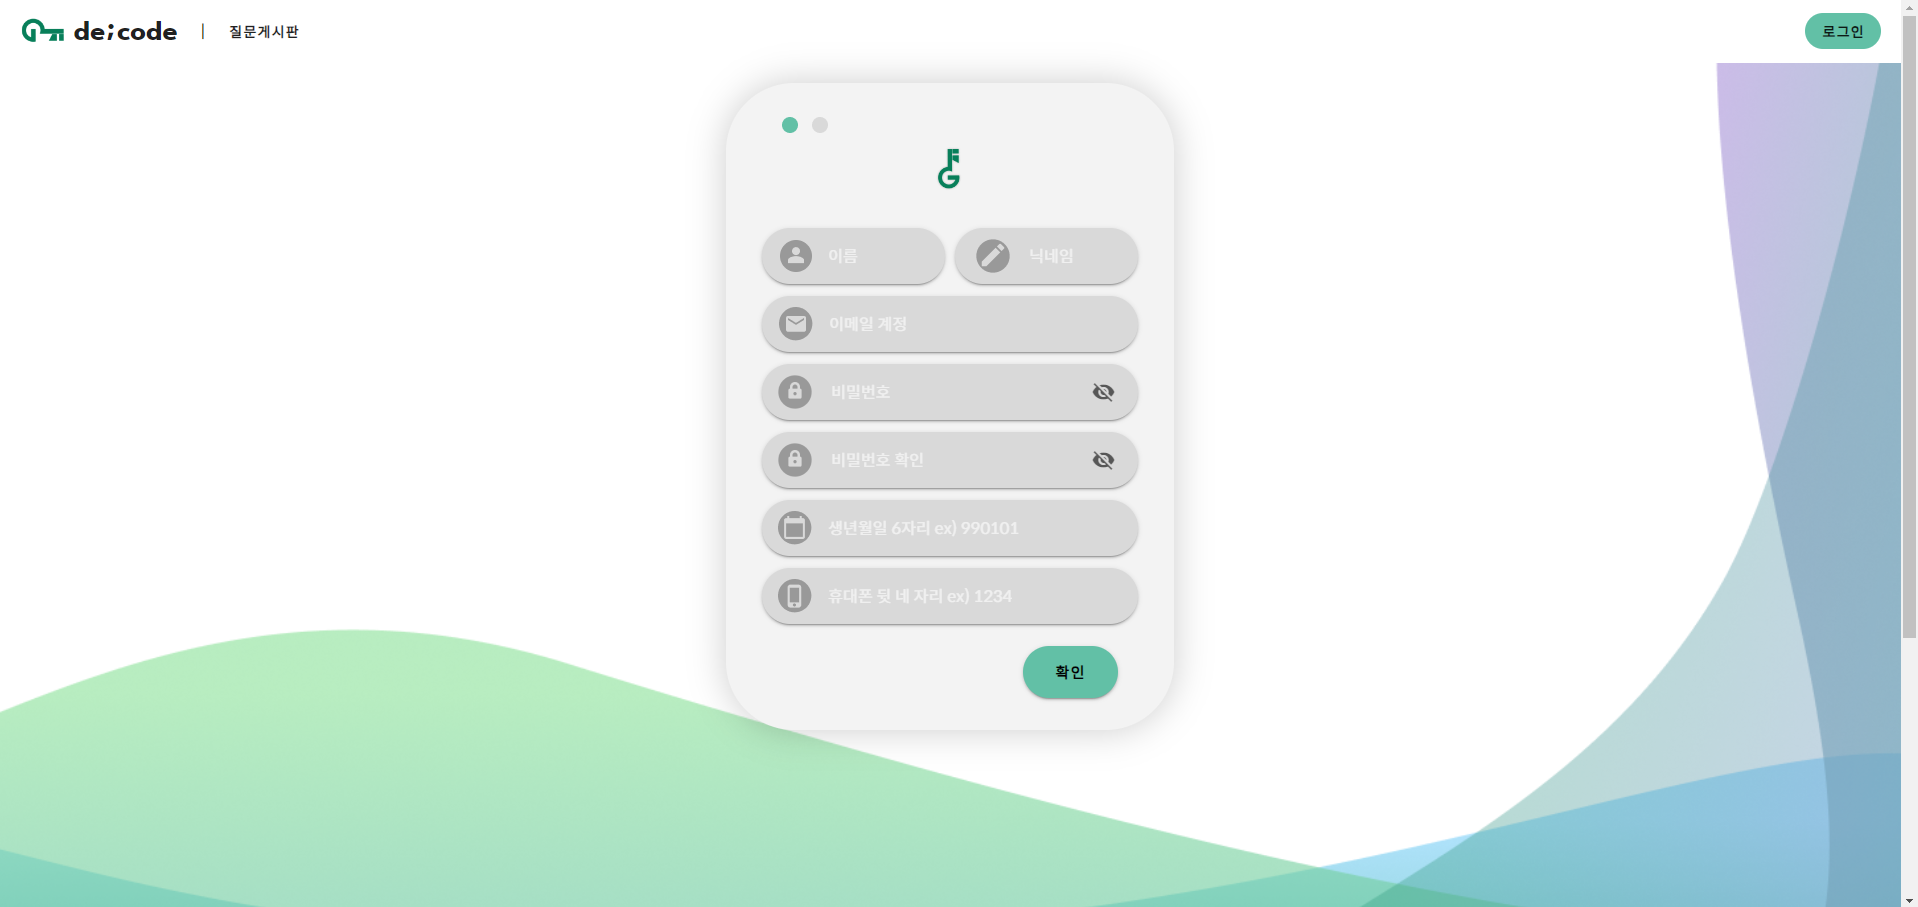 de;code | 질문게시판 로그인
이름 닉네임
이메일 계정
비밀번호
비밀번호 확인
생년월일 6자리 ex) 990101
휴대폰 뒷 네 자리 ex) 1234
확인